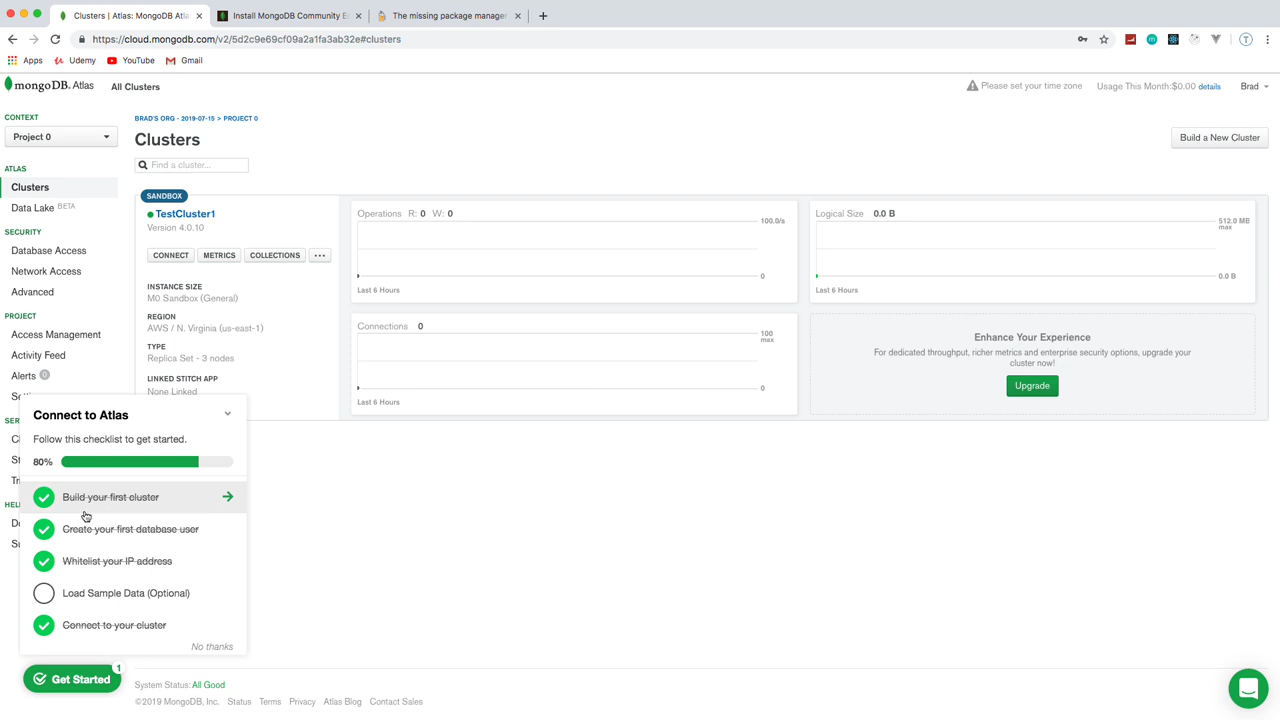 Clusters | Atlas: MongoDB Atla
Install MongoDB Community E
The missing package manage
https://cloud.mongodb.com/v2/5d2c9e69cf09a2a1fa3ab32e#clusters
T
Apps
Udemy
YouTube
Gmail
mongoDB. Atlas
All Clusters
Please set your time zone
Usage This Month:$0.00 details
Brad
CONTEXT
Project 0
ATLAS
Clusters
Data Lake BETA
SECURITY
Database Access
Network Access
Advanced
PROJECT
Access Management
Activity Feed
Alerts 0
BRAD'S ORG - 2019-07-15 > PROJECT 0
Clusters
Build a New Cluster
Find a cluster...
SANDBOX
TestCluster1
Version 4.0.10
CONNECT
METRICS
COLLECTIONS
...
INSTANCE SIZE
M0 Sandbox (General)
REGION
AWS / N. Virginia (us-east-1)
TYPE
Replica Set - 3 nodes
LINKED STITCH APP
None Linked
Operations R: 0 W: 0
100.0/s
0
Last 6 Hours
Logical Size 0.0 B
512.0 MB
max
0.0 B
Last 6 Hours
Connections 0
100
max
0
Last 6 Hours
Enhance Your Experience
For dedicated throughput, richer metrics and enterprise security options, upgrade your
cluster now!
Upgrade
Connect to Atlas
Follow this checklist to get started.
80%
Build your first cluster
Create your first database user
Whitelist your IP address
Load Sample Data (Optional)
Connect to your cluster
No thanks
Get Started
1
System Status: All Good
©2019 MongoDB, Inc. Status Terms Privacy Atlas Blog Contact Sales